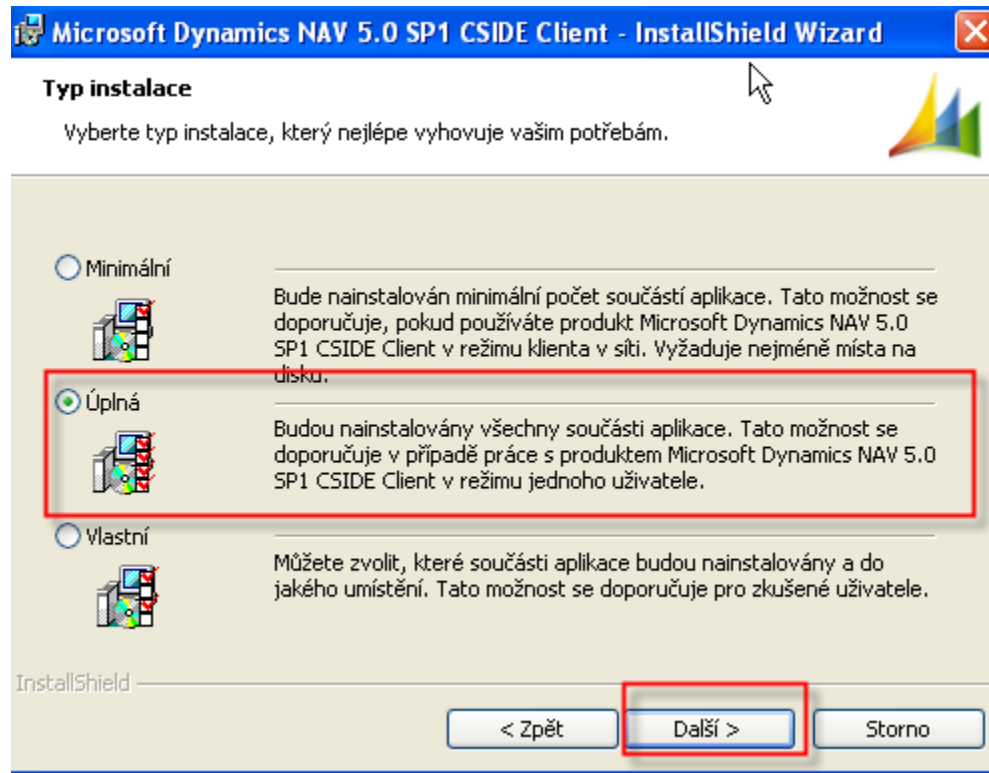 Microsoft Dynamics NAV 5.0 SP1 CSIDE Client - InstallShield Wizard
Typ instalace
Vyberte typ instalace, který nejlépe vyhovuje vašim potřebám.
Minimální
Bude nainstalován minimální počet součástí aplikace. Tato možnost se
doporučuje, pokud používáte produkt Microsoft Dynamics NAV 5.0
SP1 CSIDE Client v režimu klienta v síti. Vyžaduje nejméně místa na
disku.
Úplná
Budou nainstalovány všechny součásti aplikace. Tato možnost se
doporučuje v případě práce s produktem Microsoft Dynamics NAV 5.0
SP1 CSIDE Client v režimu jednoho uživatele.
Vlastní
Můžete zvolit, které součásti aplikace budou nainstalovány a do
jakého umístění. Tato možnost se doporučuje pro zkušené uživatele.
InstallShield
< Zpět
Další >
Storno